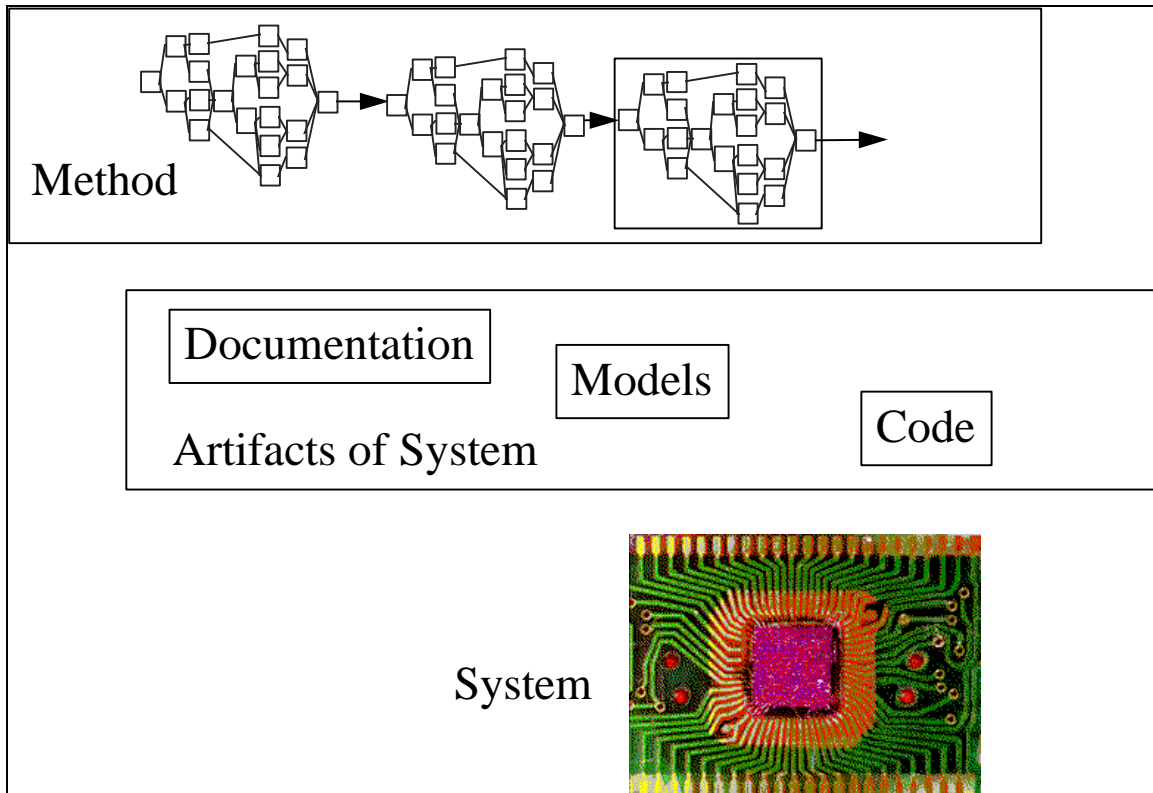 Method
Documentation
Models
Code
Artifacts of System
System